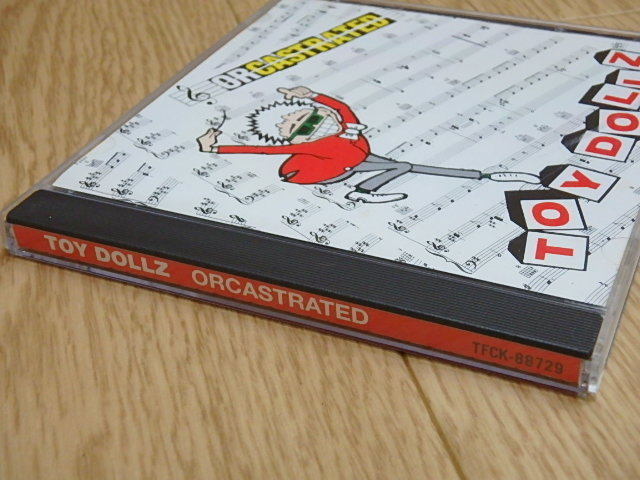 ORCASTRATED
TOY DOLLZ
TOY DOLLZ ORCASTRATED
TFCK-88729